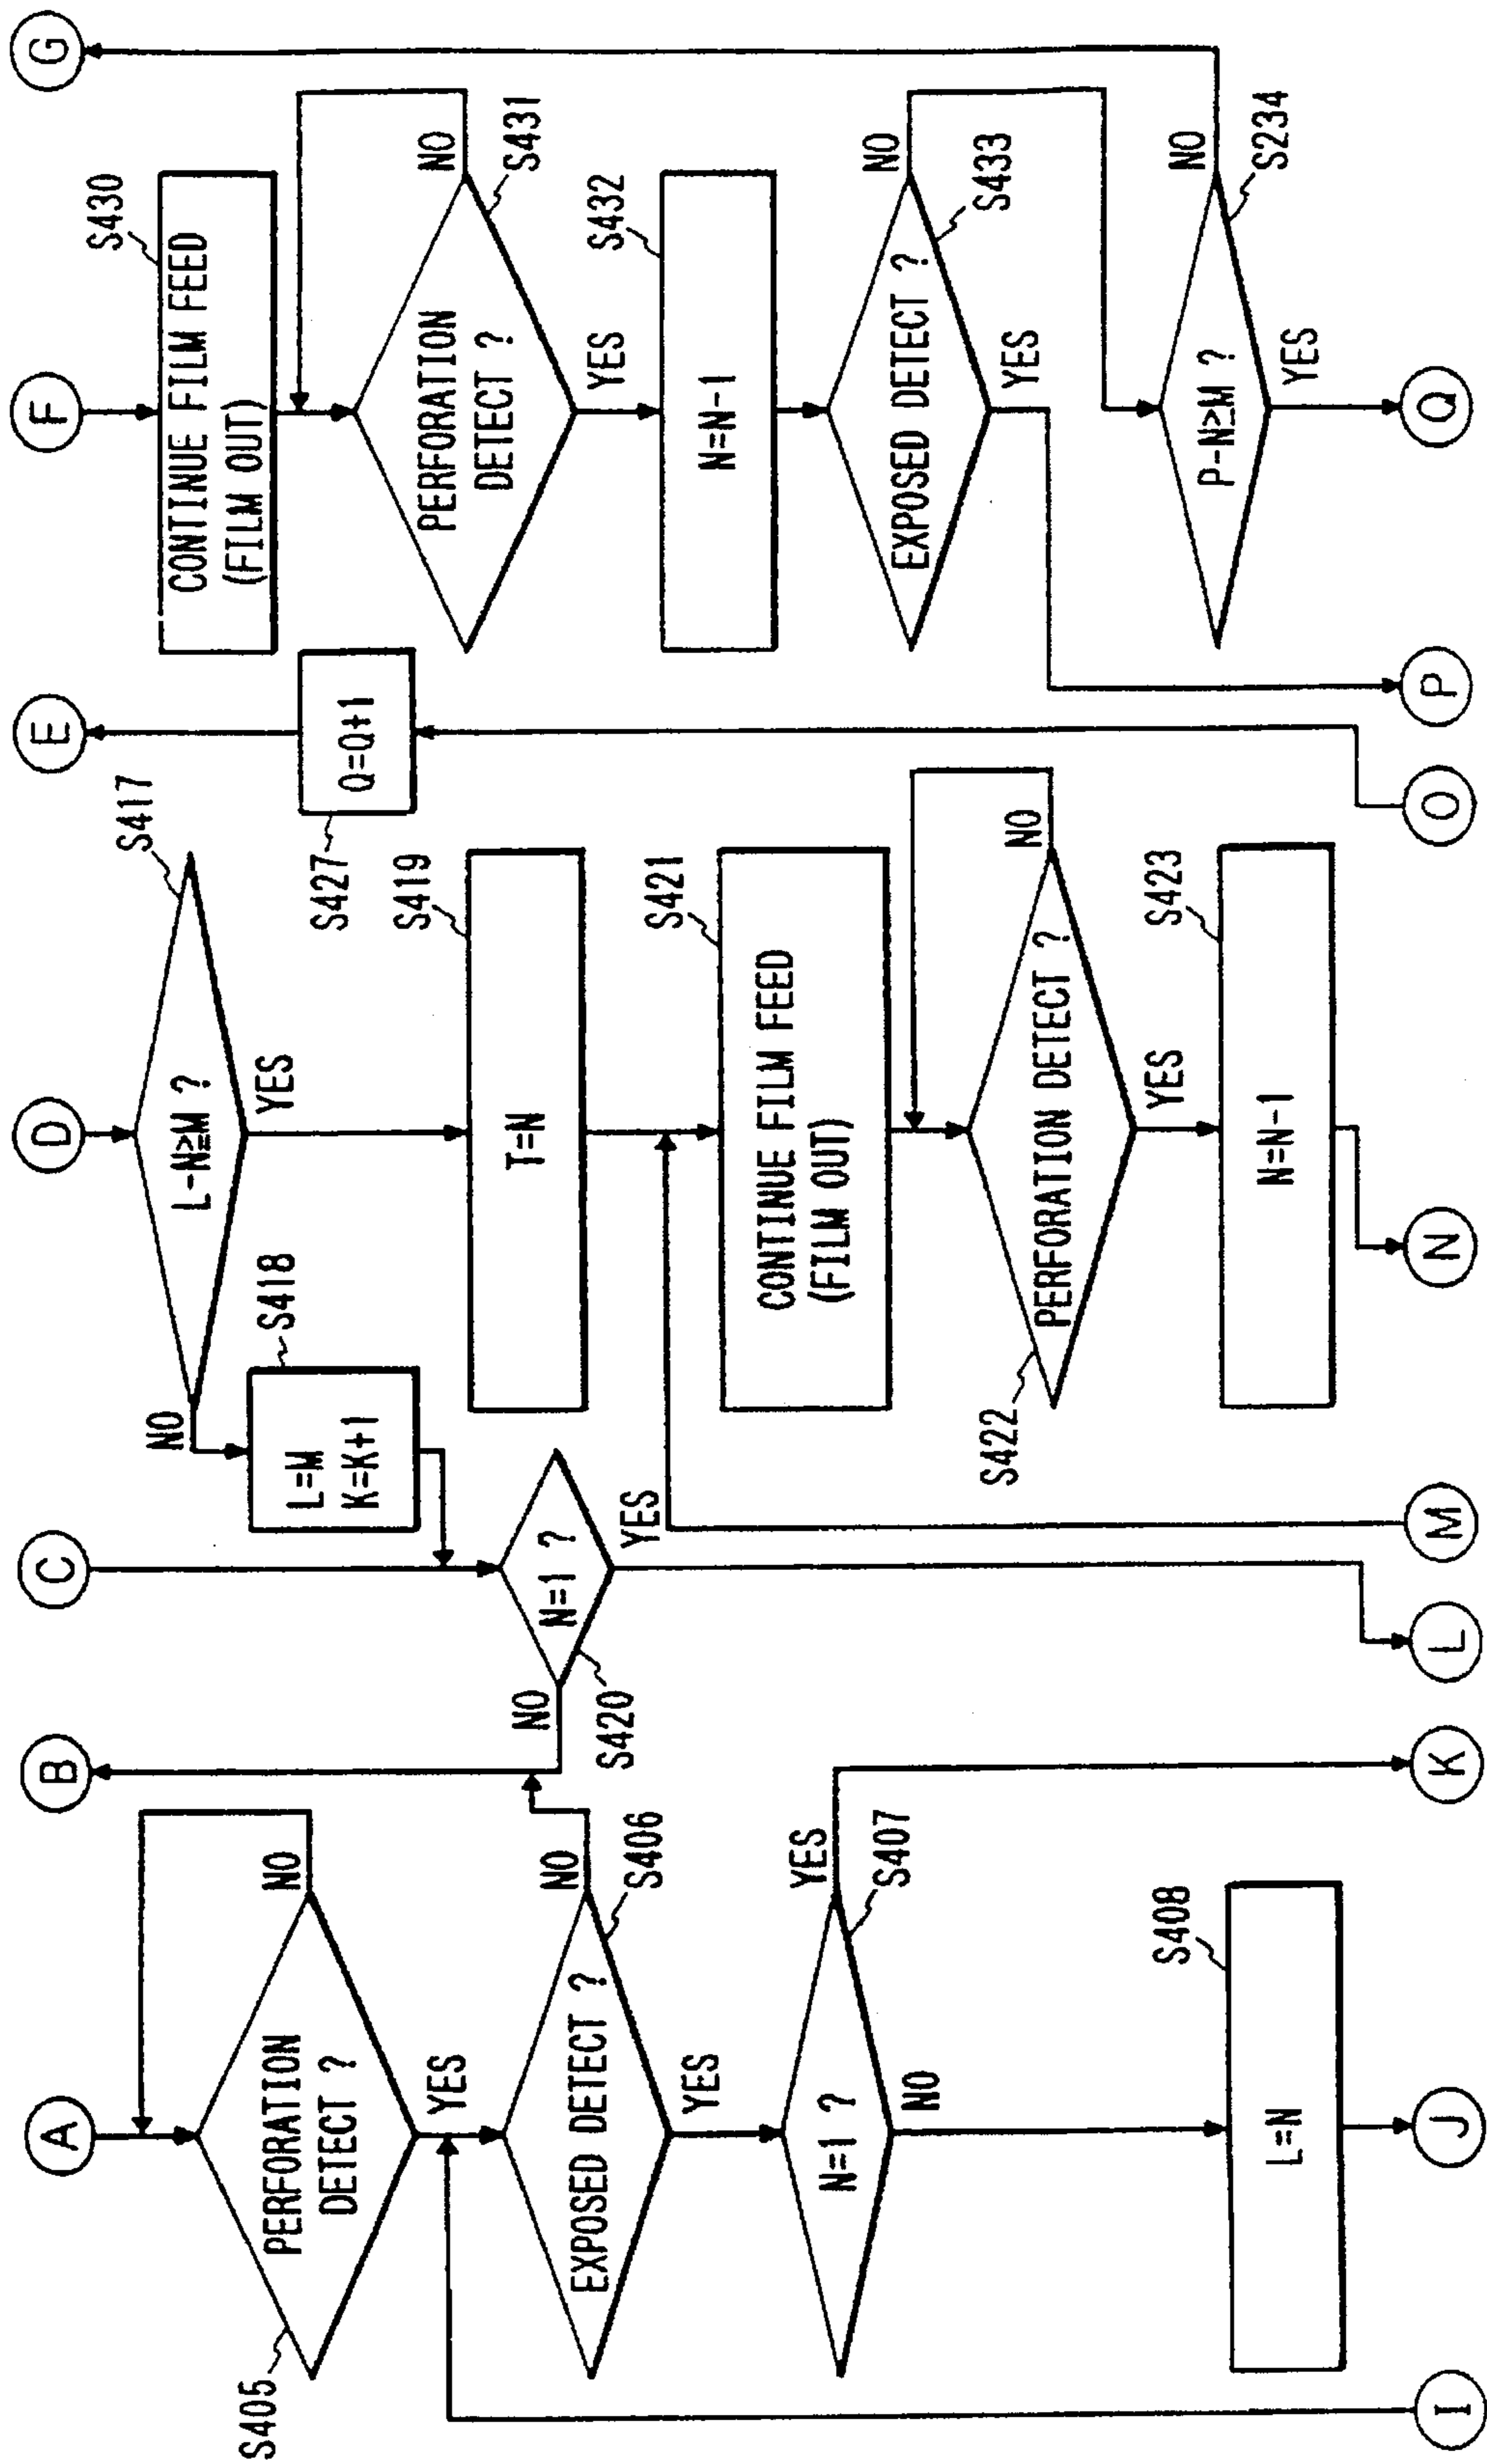 A
PERFORATION
DETECT ?
S405
NO
YES
EXPOSED DETECT ?
S406
NO
YES
N=1 ?
S407
YES
NO
S408
L=N
I
J
K
B
C
N=1 ?
S420
NO
YES
L
M
D
L-N≧M ?
S417
NO
YES
S418
L=M
K=K+1
S419
T=N
S421
CONTINUE FILM FEED
(FILM OUT)
PERFORATION DETECT ?
S422
NO
YES
S423
N=N-1
N
E
Q=Q+1
S427
O
F
S430
CONTINUE FILM FEED
(FILM OUT)
PERFORATION
DETECT ?
S431
NO
YES
S432
N=N-1
EXPOSED DETECT ?
S433
NO
YES
P-N≥M ?
S234
NO
YES
P
Q
G